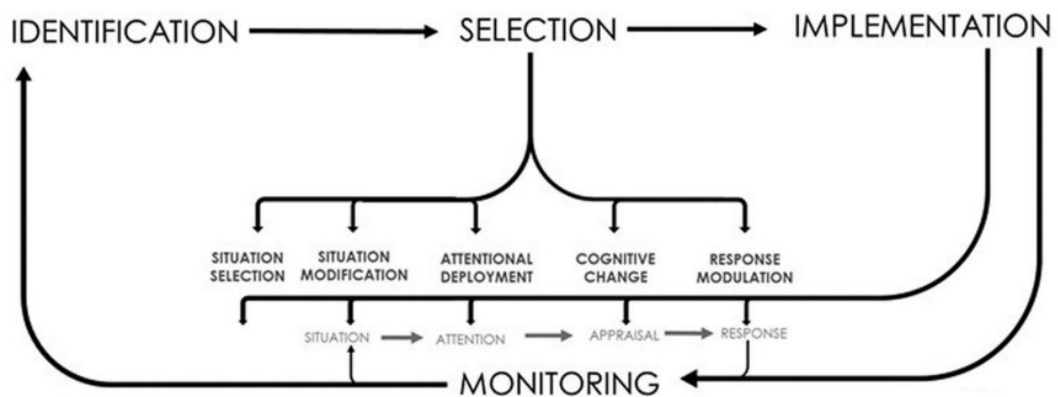 IDENTIFICATION
SELECTION
IMPLEMENTATION
SITUATION
SELECTION
SITUATION
MODIFICATION
ATTENTIONAL
DEPLOYMENT
COGNITIVE
CHANGE
RESPONSE
MODULATION
SITUATION
ATTENTION
APPRAISAL
RESPONSE
MONITORING